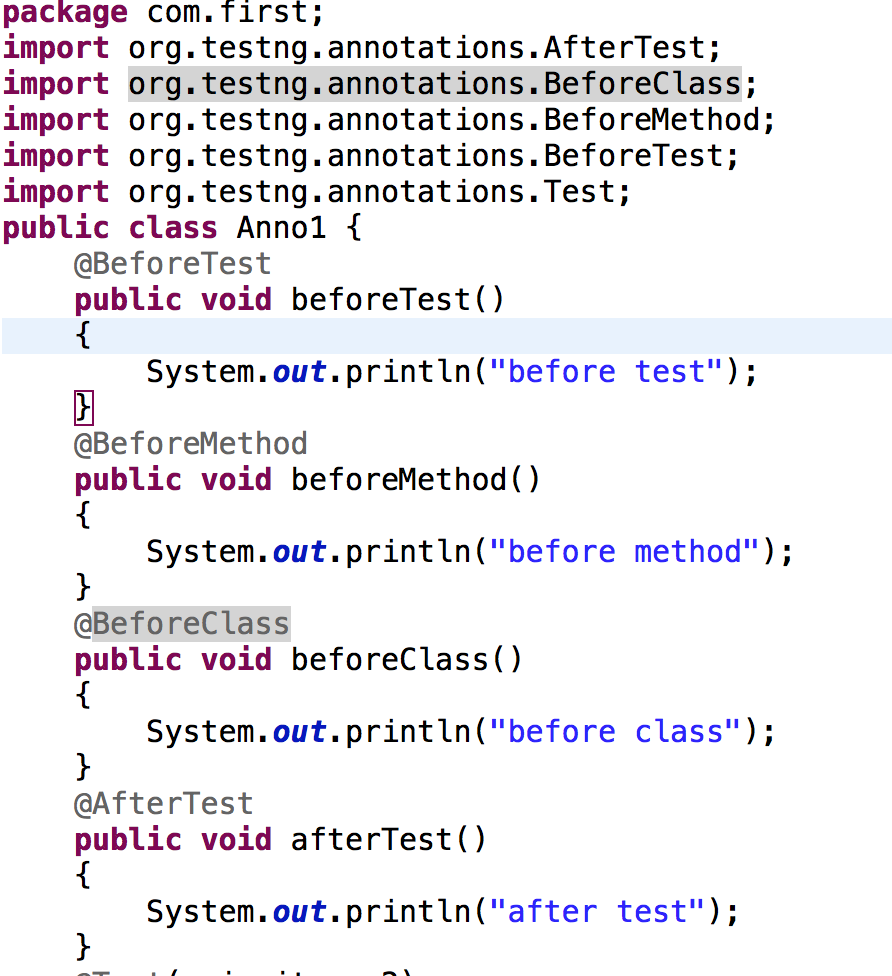 package com.first;
import org.testng.annotations.AfterTest;
import org.testng.annotations.BeforeClass;
import org.testng.annotations.BeforeMethod;
import org.testng.annotations.BeforeTest;
import org.testng.annotations.Test;
public class Anno1 {
    @BeforeTest
    public void beforeTest()
    {
        System.out.println("before test");
    }
    @BeforeMethod
    public void beforeMethod()
    {
        System.out.println("before method");
    }
    @BeforeClass
    public void beforeClass()
    {
        System.out.println("before class");
    }
    @AfterTest
    public void afterTest()
    {
        System.out.println("after test");
    }